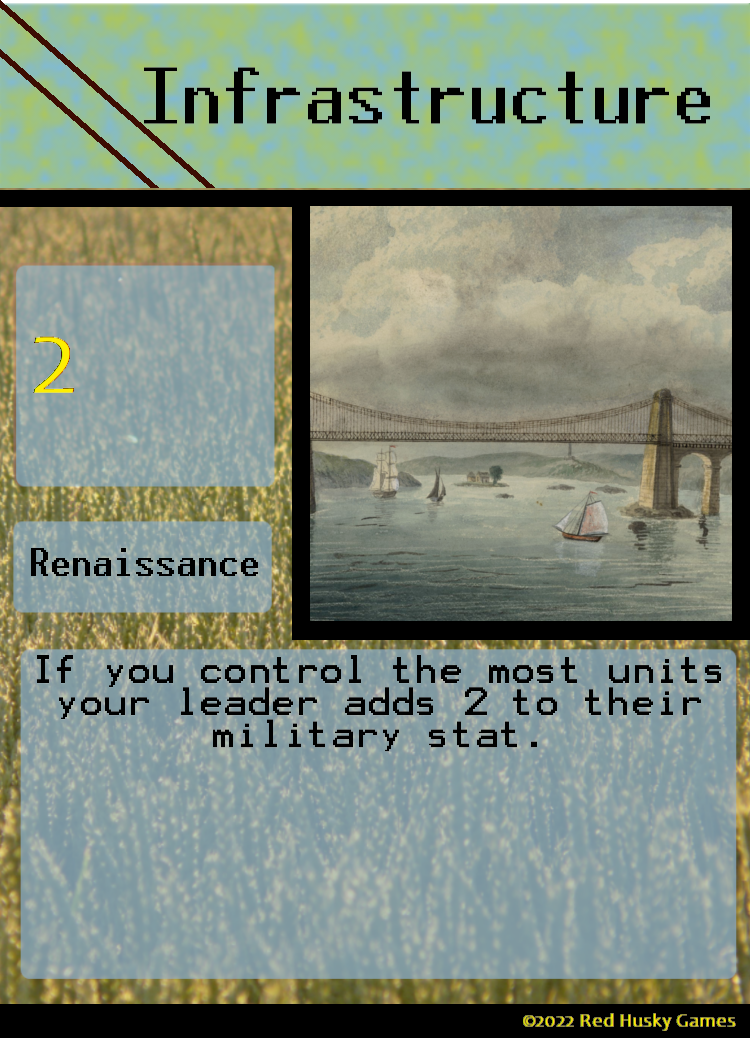 Infrastructure
2
Renaissance
If you control the most units
your leader adds 2 to their
military stat.
©2022 Red Husky Games